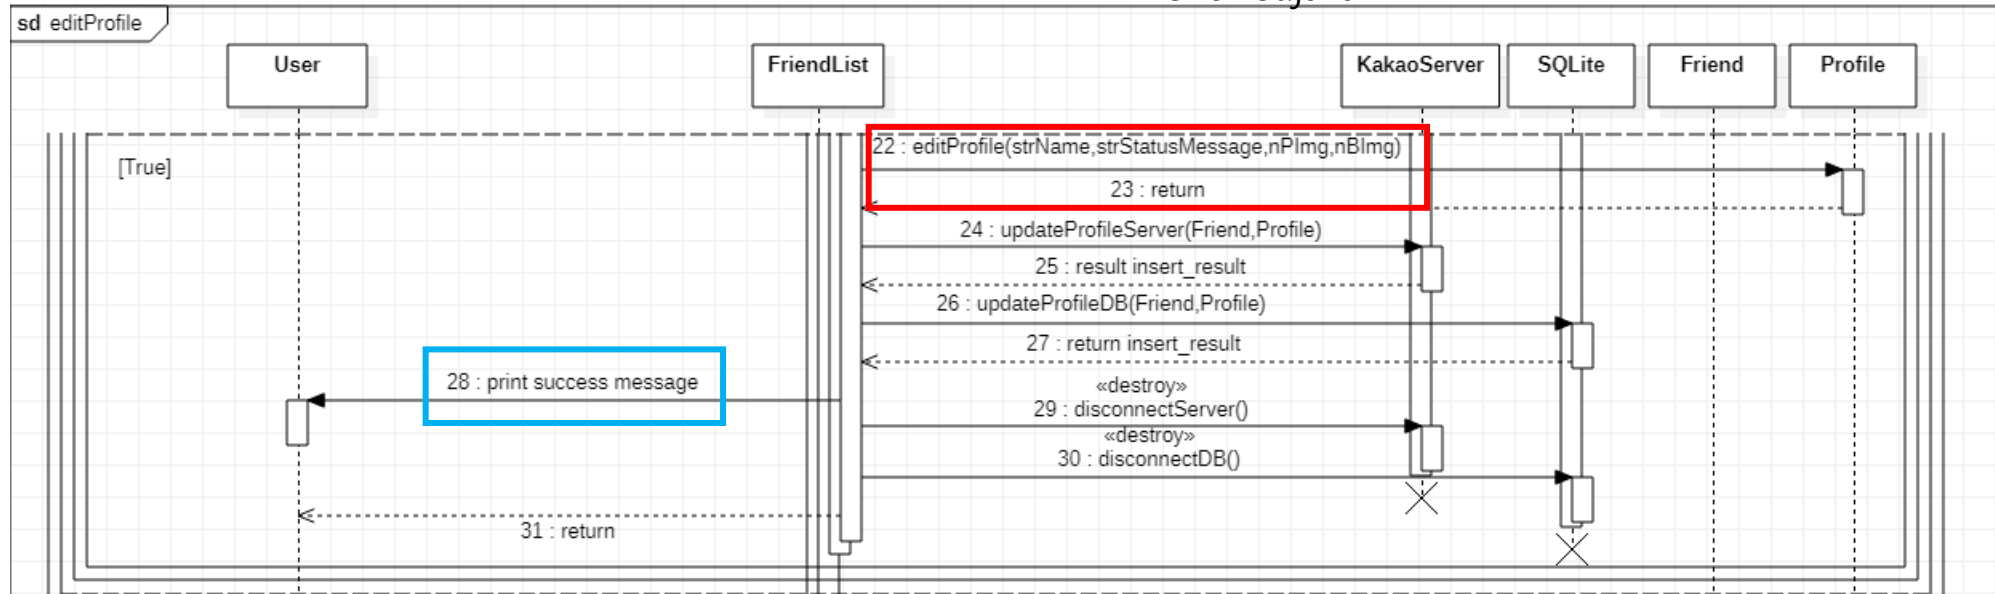 sd editProfile
User
FriendList
KakaoServer
SQLite
Friend
Profile
[True]
22 : editProfile(strName,strStatusMessage,nPImg,nBImg)
23 : return
24 : updateProfileServer(Friend,Profile)
25 : result insert_result
26 : updateProfileDB(Friend,Profile)
27 : return insert_result
28 : print success message
«destroy»
29 : disconnectServer()
«destroy»
30 : disconnectDB()
31 : return